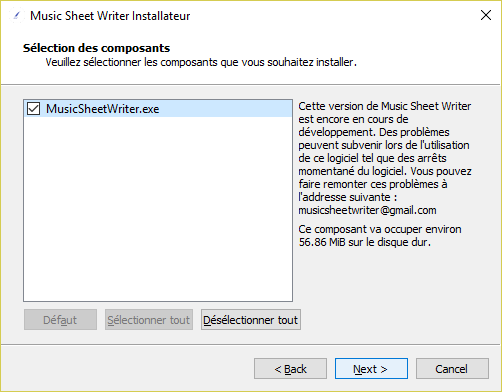 Music Sheet Writer Installateur
Sélection des composants
Veuillez sélectionner les composants que vous souhaitez installer.
MusicSheetWriter.exe
Cette version de Music Sheet Writer
est encore en cours de
développement. Des problèmes
peuvent subvenir lors de l'utilisation
de ce logiciel tel que des arrêts
momentané du logiciel. Vous pouvez
faire remonter ces problèmes à
l'addresse suivante :
musicsheetwriter@gmail.com
Ce composant va occuper environ
56.86 MiB sur le disque dur.
Défaut
Sélectionner tout
Désélectionner tout
< Back
Next >
Cancel